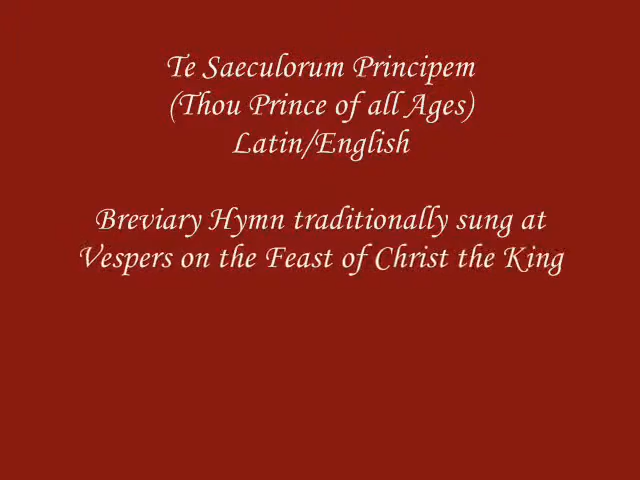 Te Saeculorum Principem
(Thou Prince of all Ages)
Latin/English
Breviary Hymn traditionally sung at
Vespers on the Feast of Christ the King